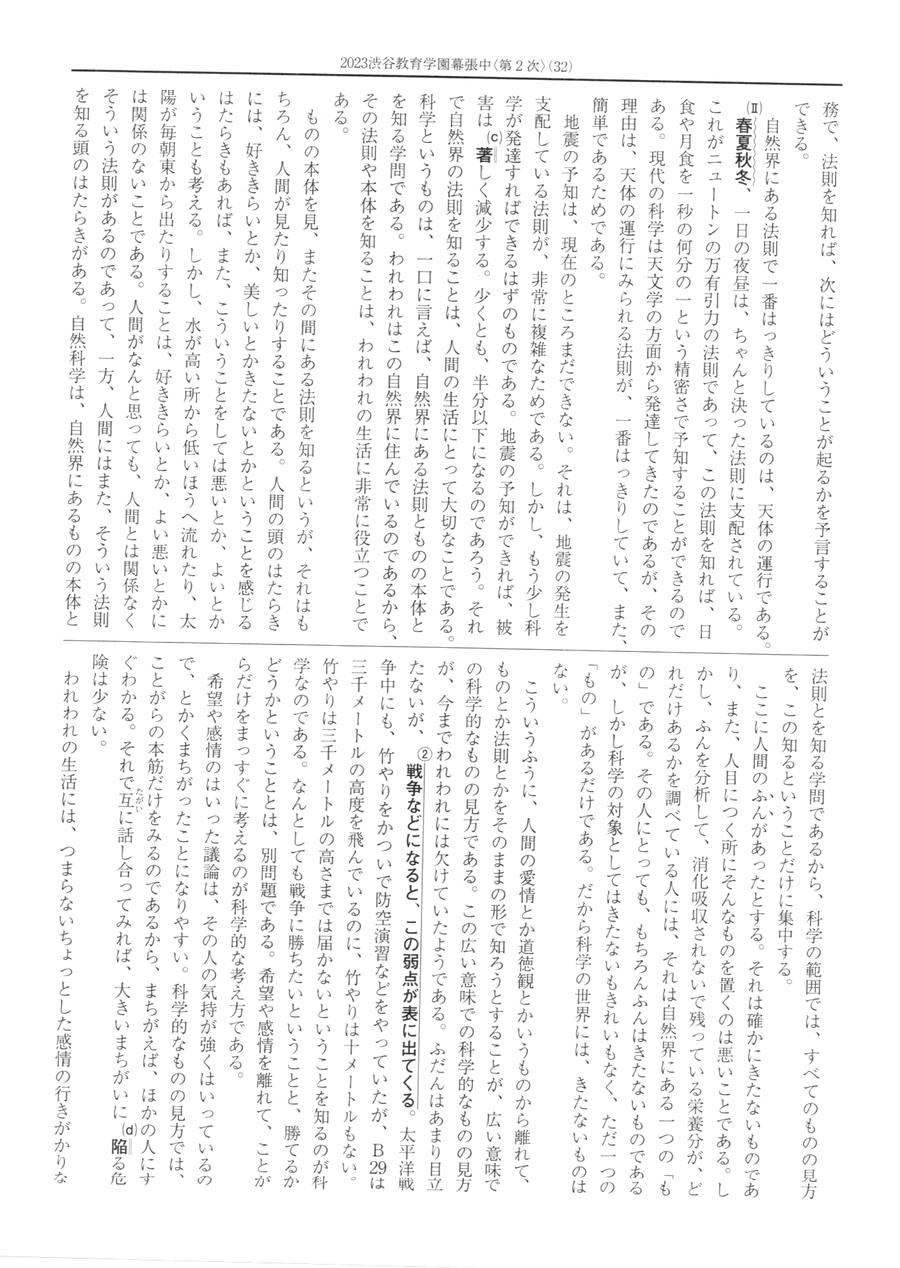 2023渋谷教育学園幕張中〈第2次〉(32)
務で、法則を知れば、次にはどういうことが起るかを予言することが
できる。
自然界にある法則で一番はっきりしているのは、天体の運行である。
(Ⅱ)春夏秋冬、一日の夜昼は、ちゃんと決った法則に支配されている。
これがニュートンの万有引力の法則であって、この法則を知れば、日
食や月食を一秒の何分の一という精密さで予知することができるので
ある。現代の科学は天文学の方面から発達してきたのであるが、その
理由は、天体の運行にみられる法則が、一番はっきりしていて、また、
簡単であるためである。
地震の予知は、現在のところまだできない。それは、地震の発生を
支配している法則が、非常に複雑なためである。しかし、もう少し科
学が発達すればできるはずのものである。地震の予知ができれば、被
害は(c)著しく減少する。少くとも、半分以下になるのであろう。それ
で自然界の法則を知ることは、人間の生活にとって大切なことである。
科学というものは、一口に言えば、自然界にある法則とものの本体と
を知る学問である。われわれはこの自然界に住んでいるのであるから、
その法則や本体を知ることは、われわれの生活に非常に役立つことで
ある。
ものの本体を見、またその間にある法則を知るというが、それはも
ちろん、人間が見たり知ったりすることである。人間の頭のはたらき
には、好ききらいとか、美しいとかきたないとかということを感じる
はたらきもあれば、また、こういうことをしては悪いとか、よいとか
いうことも考える。しかし、水が高い所から低いほうへ流れたり、太
陽が毎朝東から出たりすることは、好ききらいとか、よい悪いとかに
は関係のないことである。人間がなんと思っても、人間とは関係なく
そういう法則があるのであって、一方、人間にはまた、そういう法則
を知る頭のはたらきがある。自然科学は、自然界にあるものの本体と
法則とを知る学問であるから、科学の範囲では、すべてのものの見方
を、この知るということだけに集中する。
ここに人間のふんがあったとする。それは確かにきたないものであ
り、また、人目につく所にそんなものを置くのは悪いことである。し
かし、ふんを分析して、消化吸収されないで残っている栄養分が、ど
れだけあるかを調べている人には、それは自然界にある一つの「も
の」である。その人にとっても、もちろんふんはきたないものである
が、しかし科学の対象としてはきたないもきれいもなく、ただ一つの
「もの」があるだけである。だから科学の世界には、きたないものは
ない。
こういうふうに、人間の愛情とか道徳観とかいうものから離れて、
ものとか法則とかをそのままの形で知ろうとすることが、広い意味で
の科学的なものの見方である。この広い意味での科学的なものの見方
が、今までわれわれには欠けていたようである。ふだんはあまり目立
たないが、②戦争などになると、この弱点が表に出てくる。太平洋戦
争中にも、竹やりをかついで防空演習などをやっていたが、B29は
三千メートルの高度を飛んでいるのに、竹やりは十メートルもない。
竹やりは三千メートルの高さまでは届かないということを知るのが科
学なのである。なんとしても戦争に勝ちたいということと、勝てるか
どうかということとは、別問題である。希望や感情を離れて、ことが
らだけをまっすぐに考えるのが科学的な考え方である。
希望や感情のはいった議論は、その人の気持が強くはいっているの
で、とかくまちがったことになりやすい。科学的なものの見方では、
ことがらの本筋だけをみるのであるから、まちがえば、ほかの人にす
ぐわかる。それで互たがいに話し合ってみれば、大きいまちがいに(d)陥る危
険は少ない。
われわれの生活には、つまらないちょっとした感情の行きがかりな